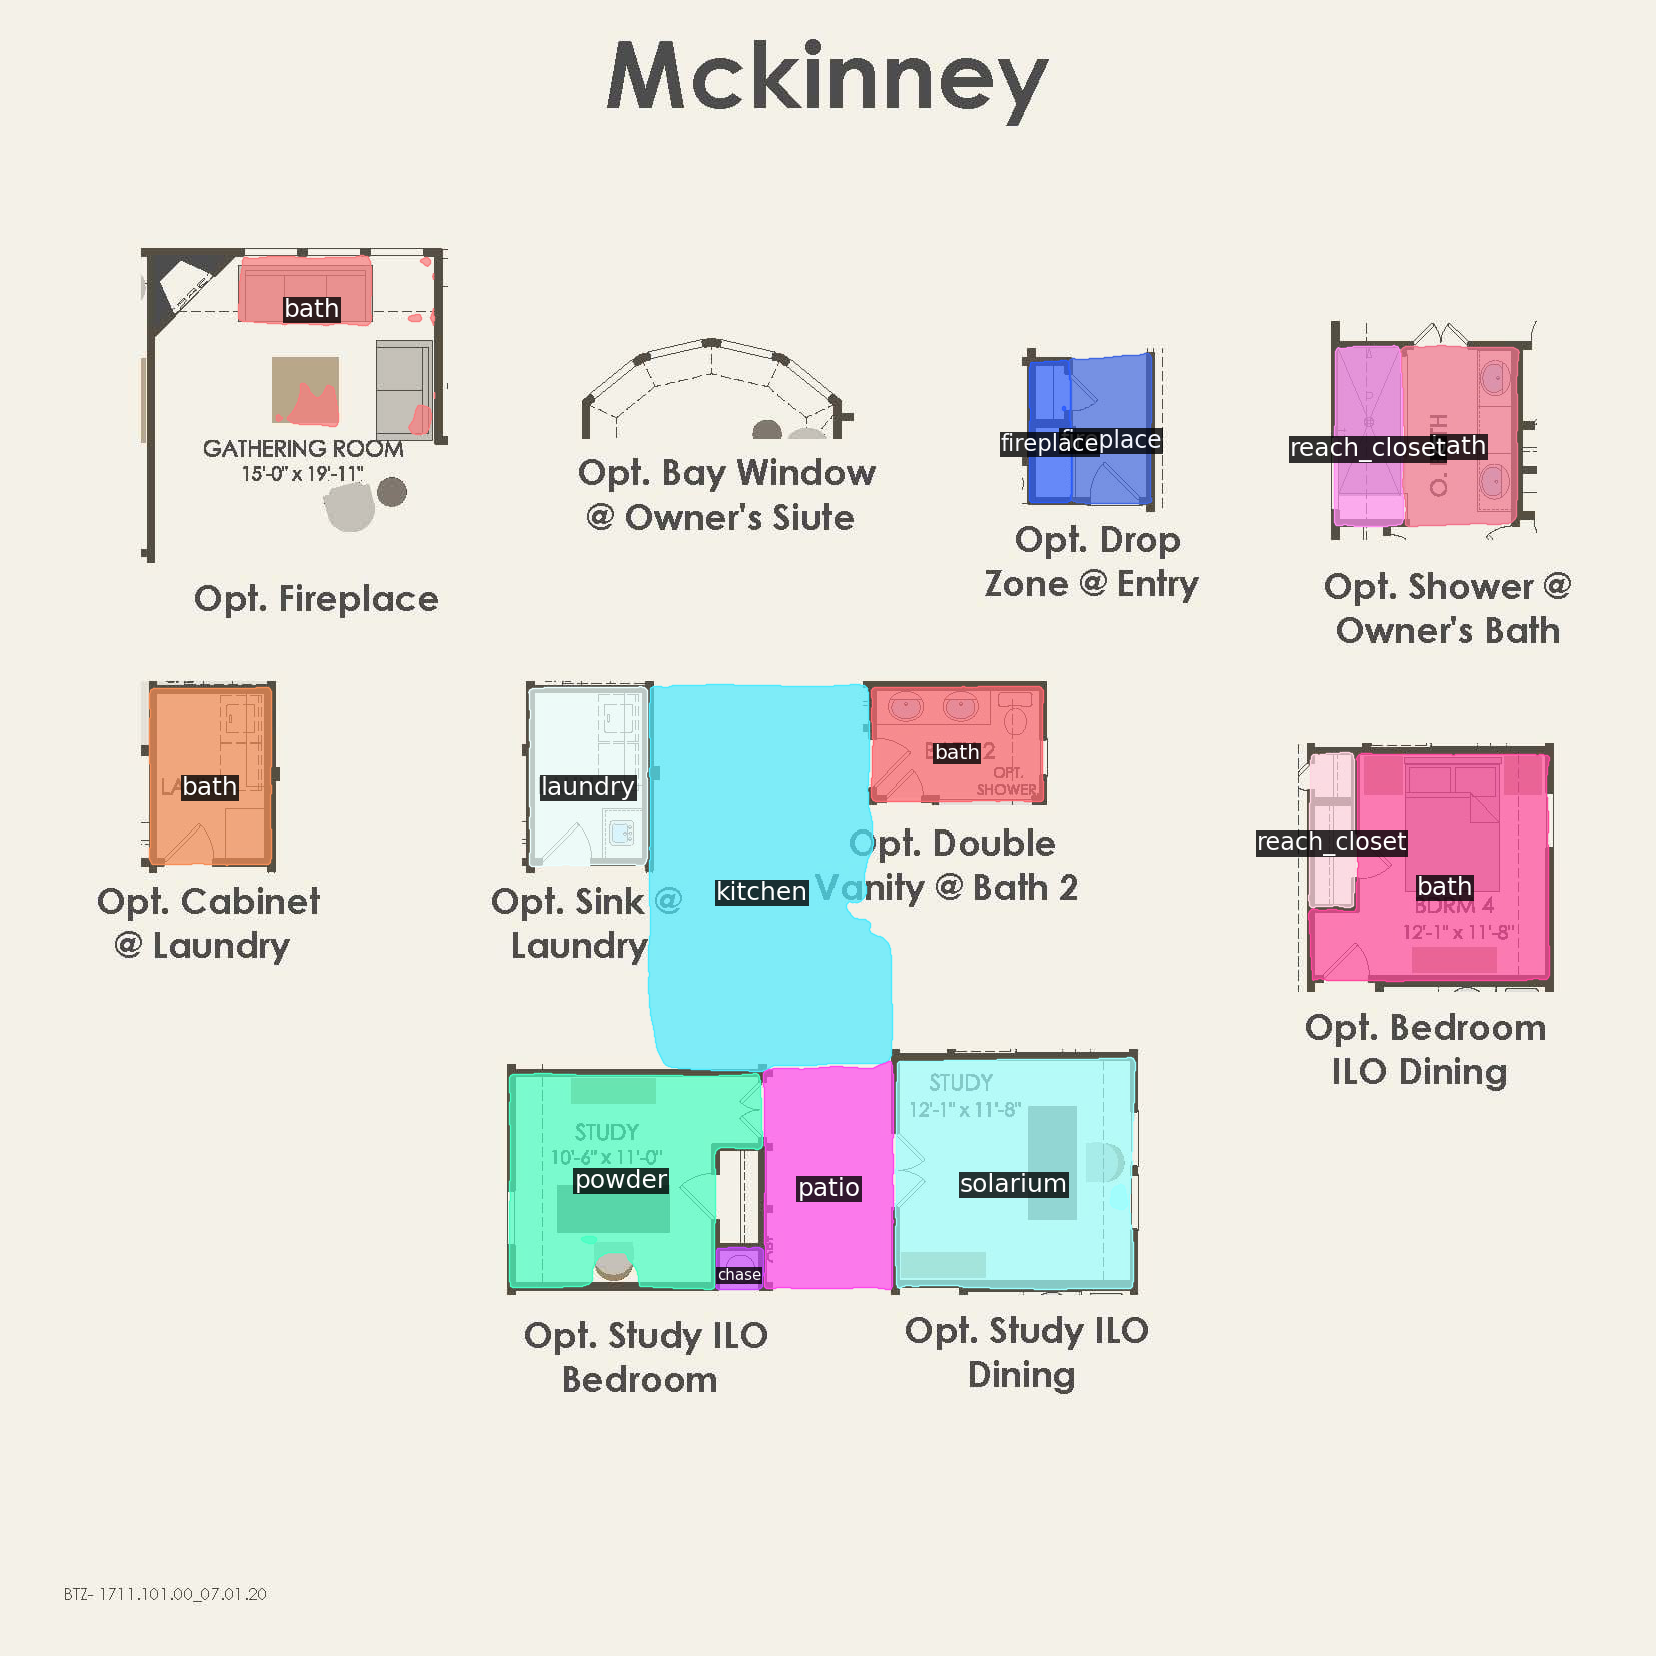 Mckinney
bath
GATHERING ROOM
15'-0" x 19'-11"
Opt. Fireplace
Opt. Bay Window
@ Owner's Siute
fireplace
fireplace
Opt. Drop
Zone @ Entry
reach_closet
bath
O. BATH
Opt. Shower @
Owner's Bath
bath
Opt. Cabinet
@ Laundry
laundry
Opt. Sink @
Laundry
kitchen
bath
OPT.
SHOWER
Opt. Double
Vanity @ Bath 2
reach_closet
bath
BDRM 4
12'-1" x 11'-8"
Opt. Bedroom
ILO Dining
STUDY
10'-6" x 11'-0"
powder
chase
patio
STUDY
12'-1" x 11'-8"
solarium
Opt. Study ILO
Bedroom
Opt. Study ILO
Dining
BTZ- 1711.101.00_07.01.20